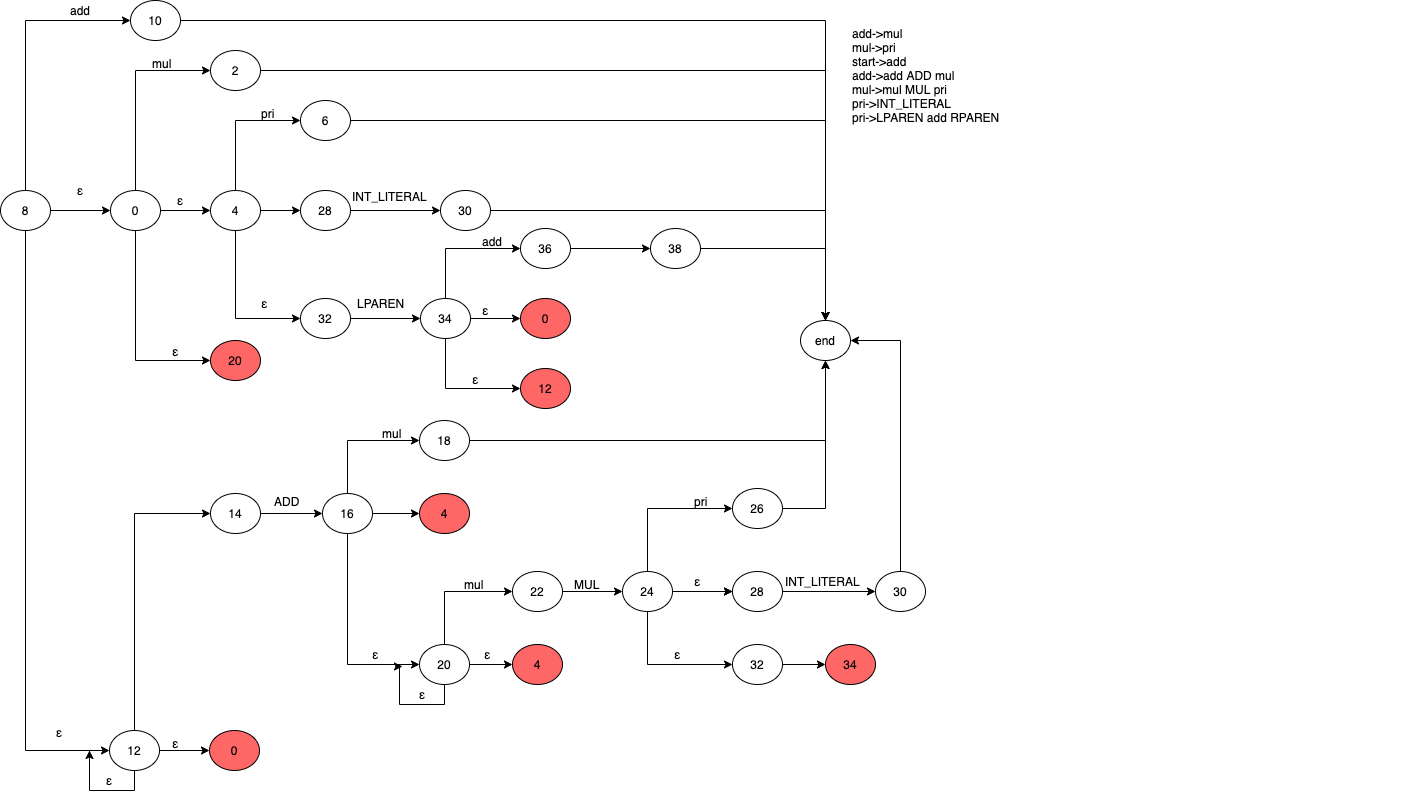 add
10
add->mul
mul->pri
start->add
add->add ADD mul
mul->mul MUL pri
pri->INT_LITERAL
pri->LPAREN add RPAREN
mul
2
pri
6
8
ε
0
ε
4
28
INT_LITERAL
30
add
36
38
ε
32
LPAREN
34
ε
0
end
ε
20
ε
12
mul
18
14
ADD
16
4
pri
26
mul
22
MUL
24
ε
28
INT_LITERAL
30
ε
20
ε
4
ε
32
34
ε
ε
12
ε
0
ε